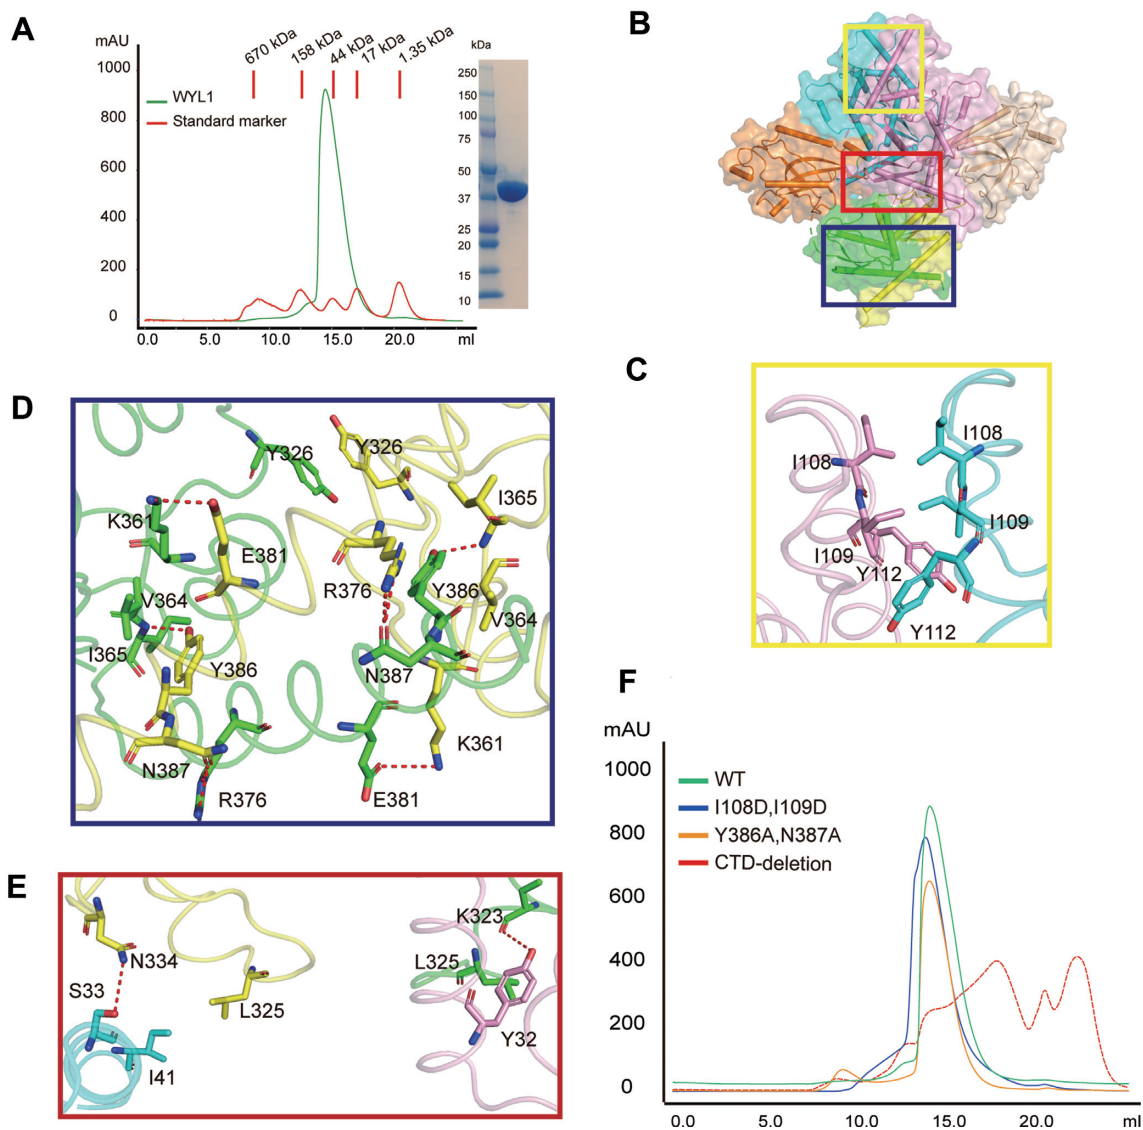 A
mAU
670 kDa
158 kDa
44 kDa
17 kDa
1.35 kDa
1000
800
600
400
200
0
WYL1
Standard marker
0.0 5.0 10.0 15.0 20.0 ml
kDa
250
150
100
75
50
37
25
20
15
10
B
C
I108
I108
I109
I109
Y112
Y112
D
Y326
Y326
I365
K361
E381
R376
Y386
V364
V364
I365
Y386
N387
K361
N387
R376
E381
E
K323
N334
L325
S33
L325
Y32
I41
F
mAU
1000
800
600
400
200
0
WT
I108D,I109D
Y386A,N387A
CTD-deletion
0.0 5.0 10.0 15.0 20.0 ml